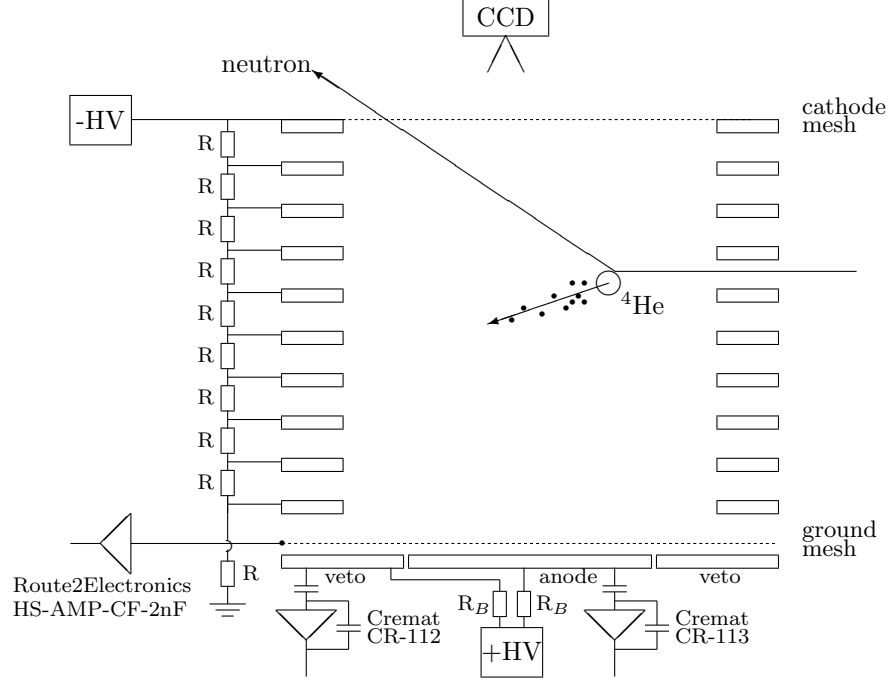 CCD
neutron
-HV
cathode
mesh
R
R
R
R
R
R
R
R
R
⁴He
ground
mesh
R
Route2Electronics
HS-AMP-CF-2nF
veto
anode
veto
R_B
R_B
Cremat
CR-112
Cremat
CR-113
+HV